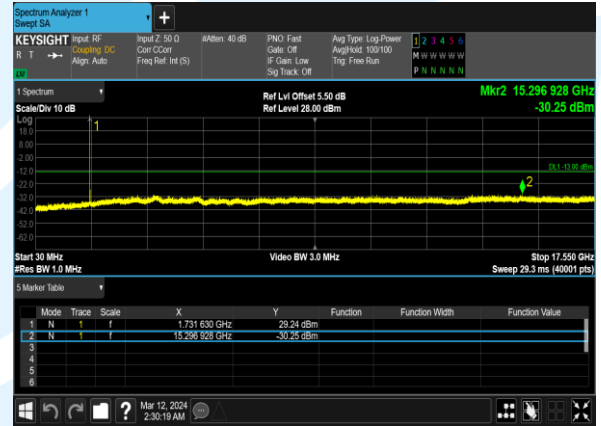 Spectrum Analyzer 1
Swept SA
+
KEYSIGHT Input: RF Input Z: 50 Ω #Atten: 40 dB PNO: Fast Avg Type: Log-Power 1 2 3 4 5 6
R T Coupling: DC Corr CCorr Gate: Off Avg|Hold: 100/100 M W W W W W
Align: Auto Freq Ref: Int (S) IF Gain: Low Trig: Free Run P N N N N N
Sig Track: Off
1 Spectrum
Ref Lvl Offset 5.50 dB Mkr2 15.296 928 GHz
Scale/Div 10 dB Ref Level 28.00 dBm -30.25 dBm
Log
1
18.0
8.00
-2.00
DL1 -13.00 dBm
-12.0
-22.0
2
-32.0
-42.0
-52.0
-62.0
Start 30 MHz Video BW 3.0 MHz Stop 17.550 GHz
#Res BW 1.0 MHz Sweep 29.3 ms (40001 pts)
5 Marker Table
Mode Trace Scale X Y Function Function Width Function Value
1 N 1 f 1.731 630 GHz 29.24 dBm
2 N 1 f 15.296 928 GHz -30.25 dBm
3
4
5
6
? Mar 12, 2024
2:30:19 AM